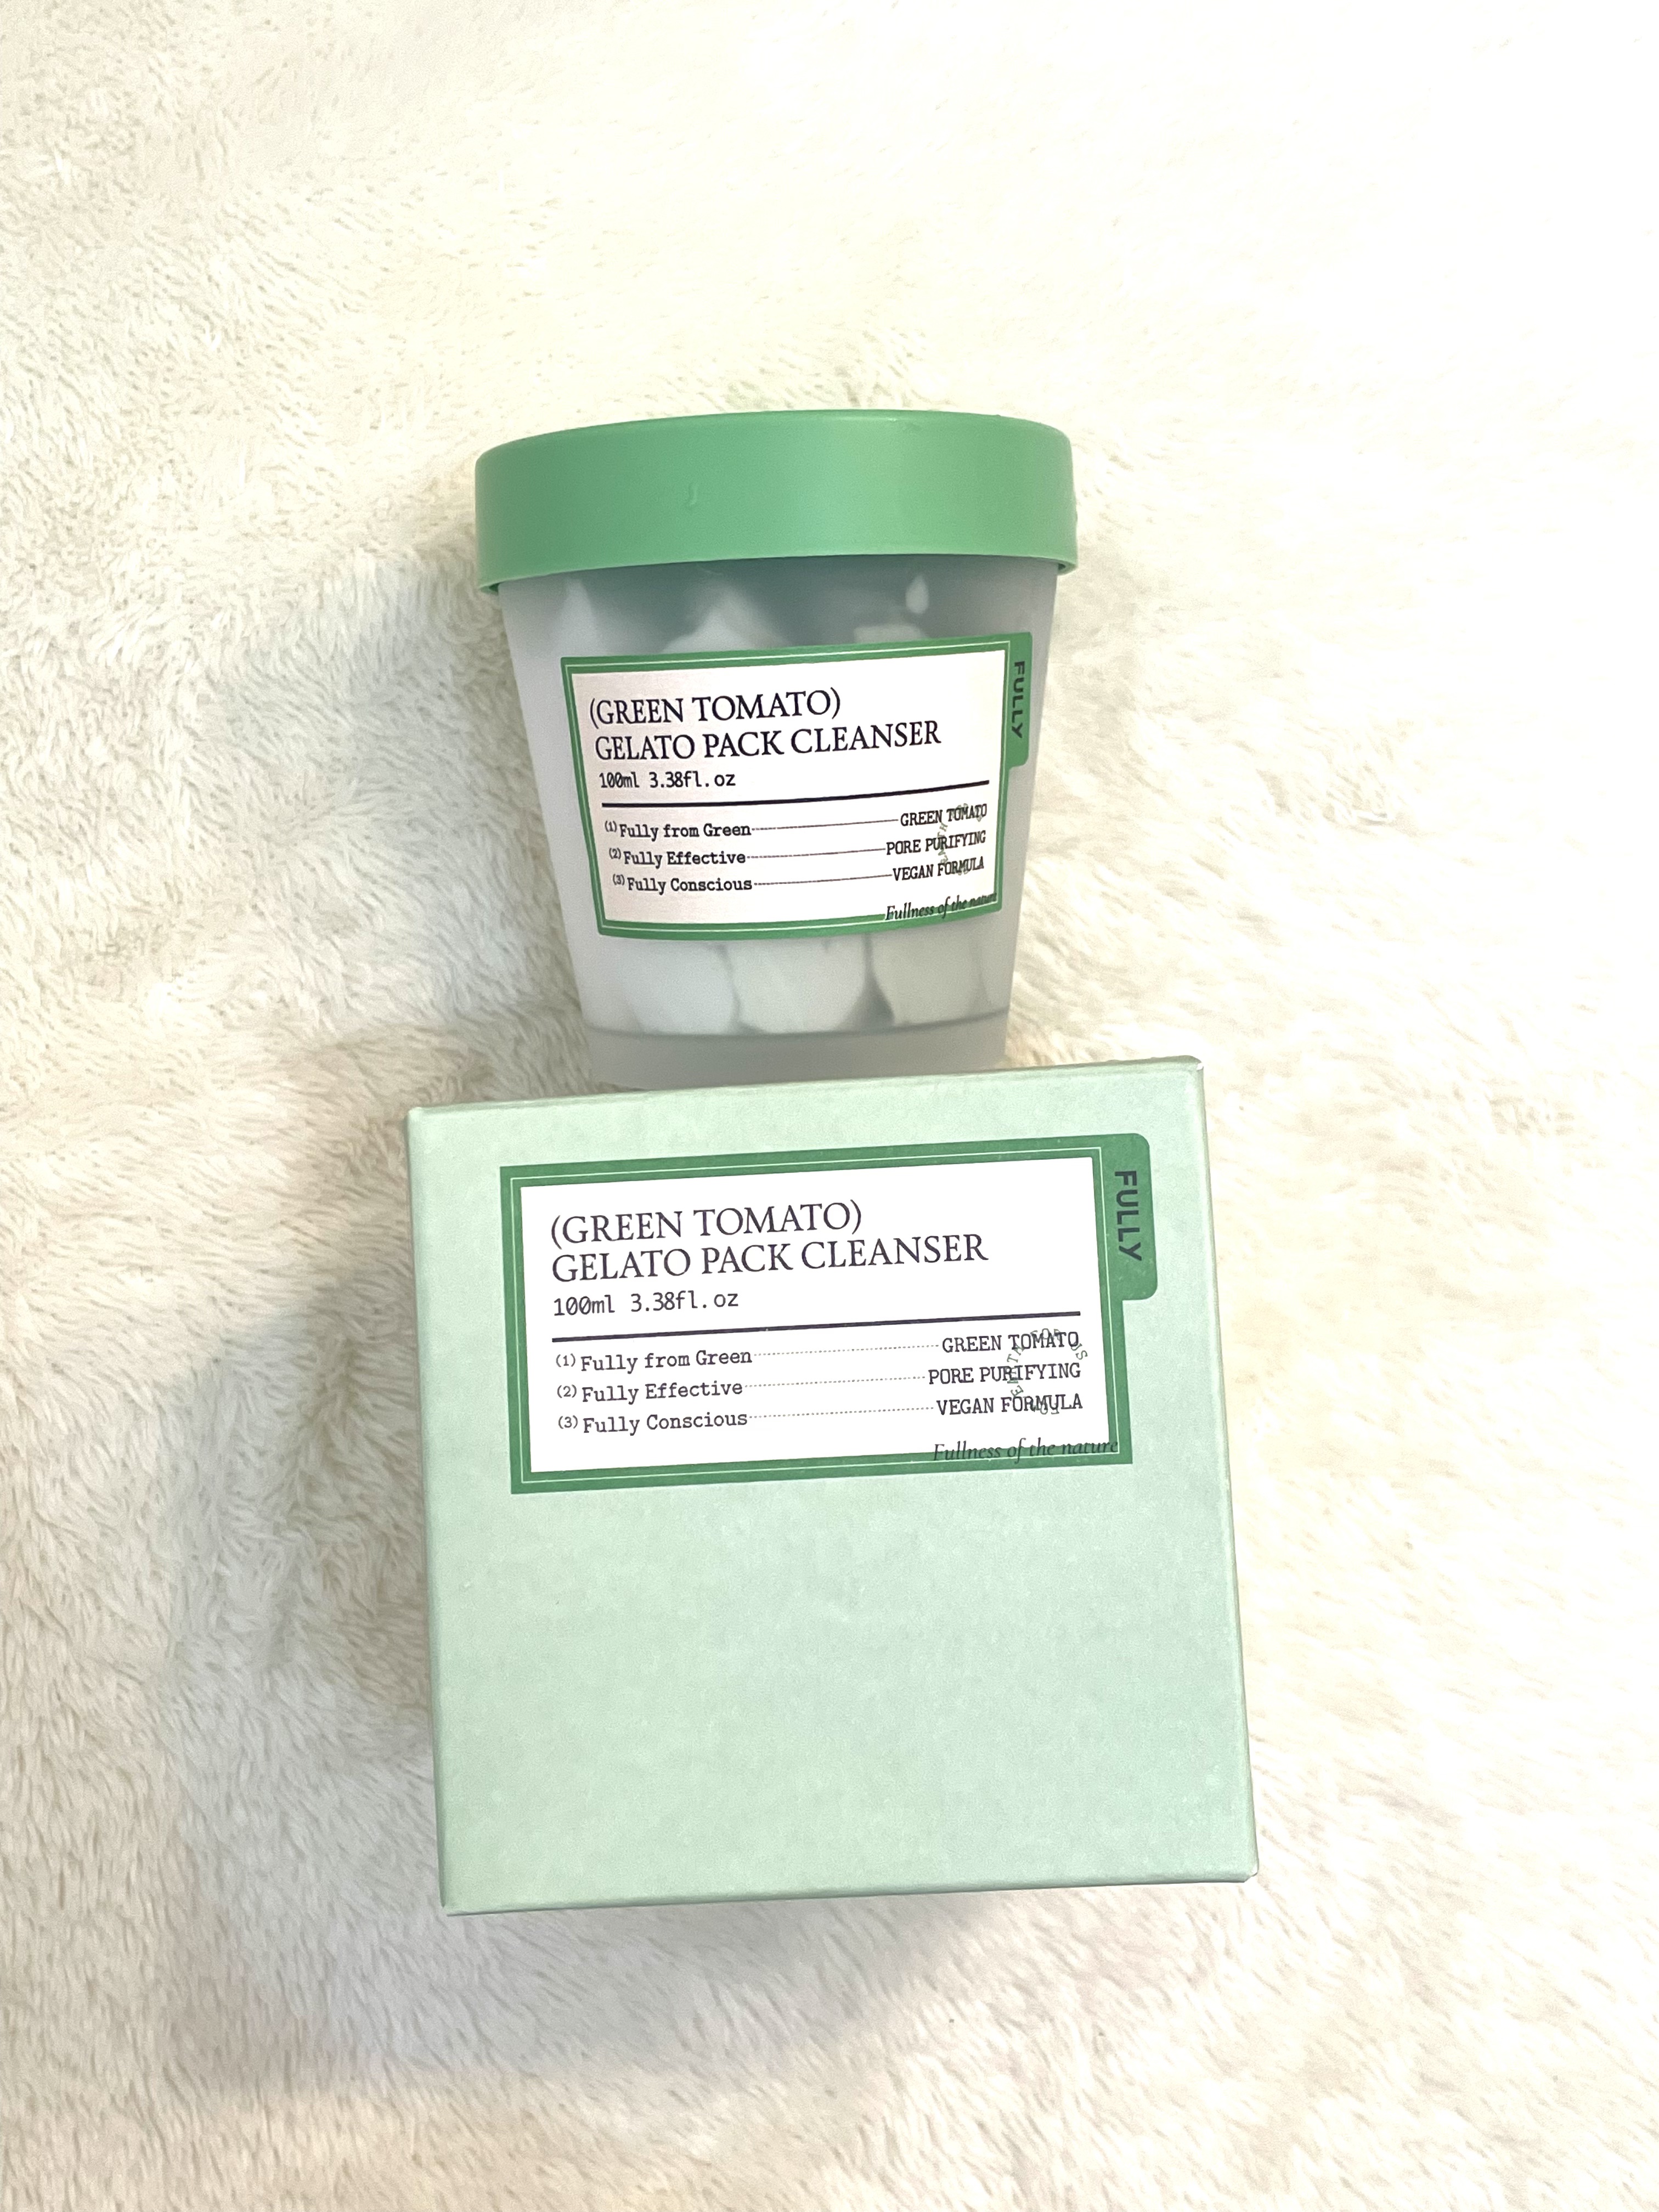 (GREEN TOMATO)
GELATO PACK CLEANSER
100ml 3.38fl.oz
(1) Fully from Green GREEN TOMATO
(2) Fully Effective PORE PURIFYING
(3) Fully Conscious VEGAN FORMULA
Fullness of the nature
FULLY
(GREEN TOMATO)
GELATO PACK CLEANSER
100ml 3.38fl.oz
(1) Fully from Green GREEN TOMATO
(2) Fully Effective PORE PURIFYING
(3) Fully Conscious VEGAN FORMULA
Fullness of the nature
FULLY